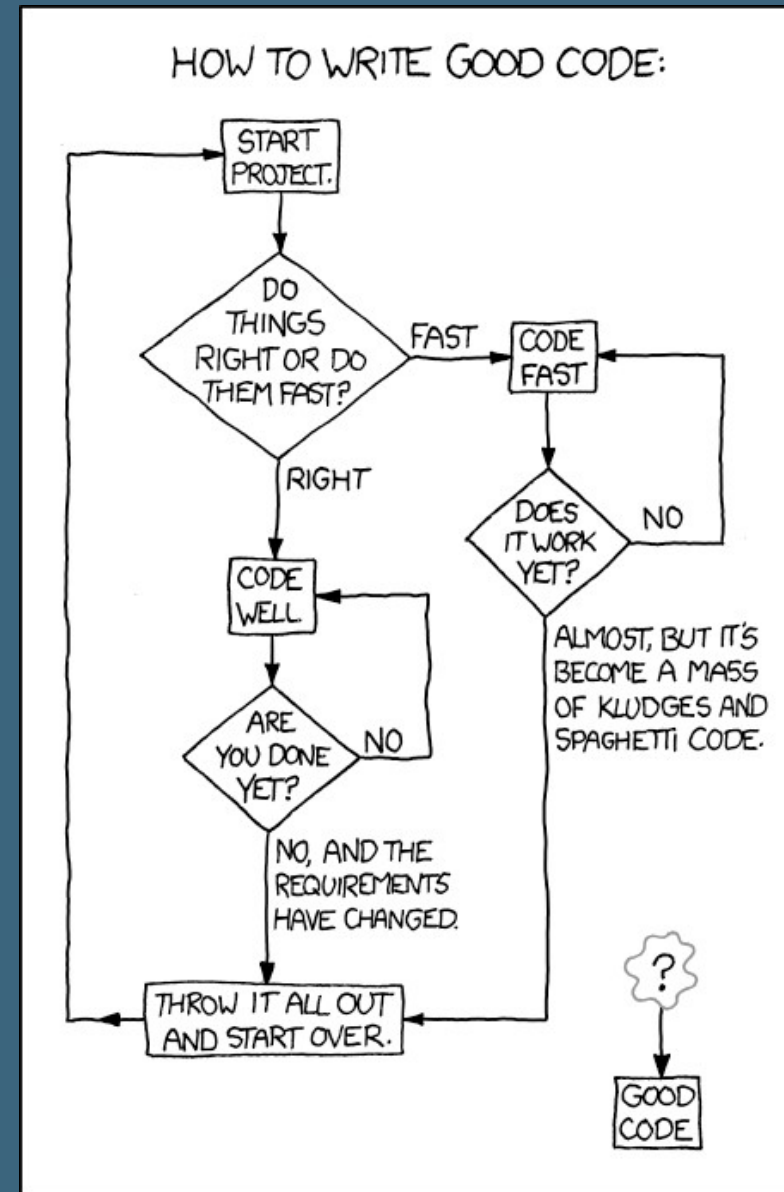 HOW TO WRITE GOOD CODE:
START
PROJECT.
DO
THINGS
RIGHT OR DO
THEM FAST?
FAST
CODE
FAST
RIGHT
DOES
IT WORK
YET?
NO
CODE
WELL.
ALMOST, BUT IT'S
BECOME A MASS
OF KLUDGES AND
SPAGHETTI CODE.
ARE
YOU DONE
YET?
NO
NO, AND THE
REQUIREMENTS
HAVE CHANGED.
THROW IT ALL OUT
AND START OVER.
?
GOOD
CODE